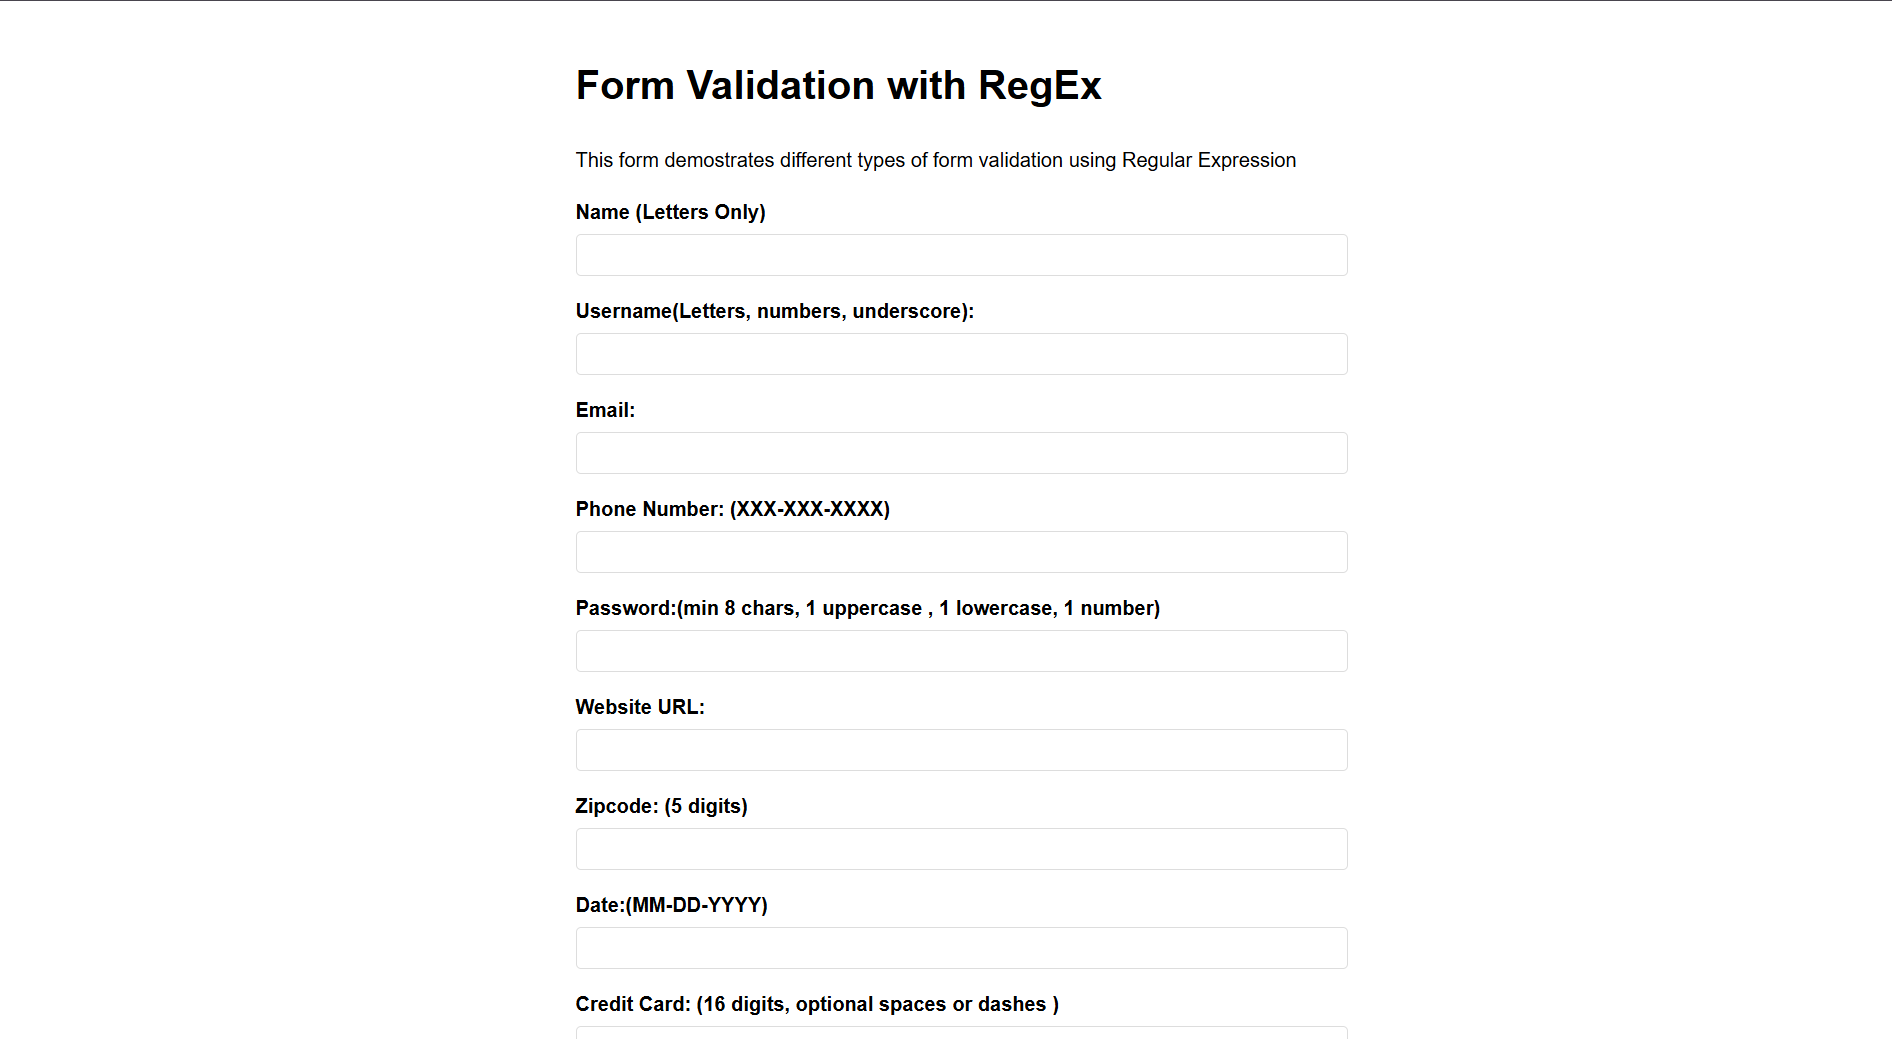 Form Validation with RegEx
This form demostrates different types of form validation using Regular Expression
Name (Letters Only)
Username(Letters, numbers, underscore):
Email:
Phone Number: (XXX-XXX-XXXX)
Password:(min 8 chars, 1 uppercase , 1 lowercase, 1 number)
Website URL:
Zipcode: (5 digits)
Date:(MM-DD-YYYY)
Credit Card: (16 digits, optional spaces or dashes )